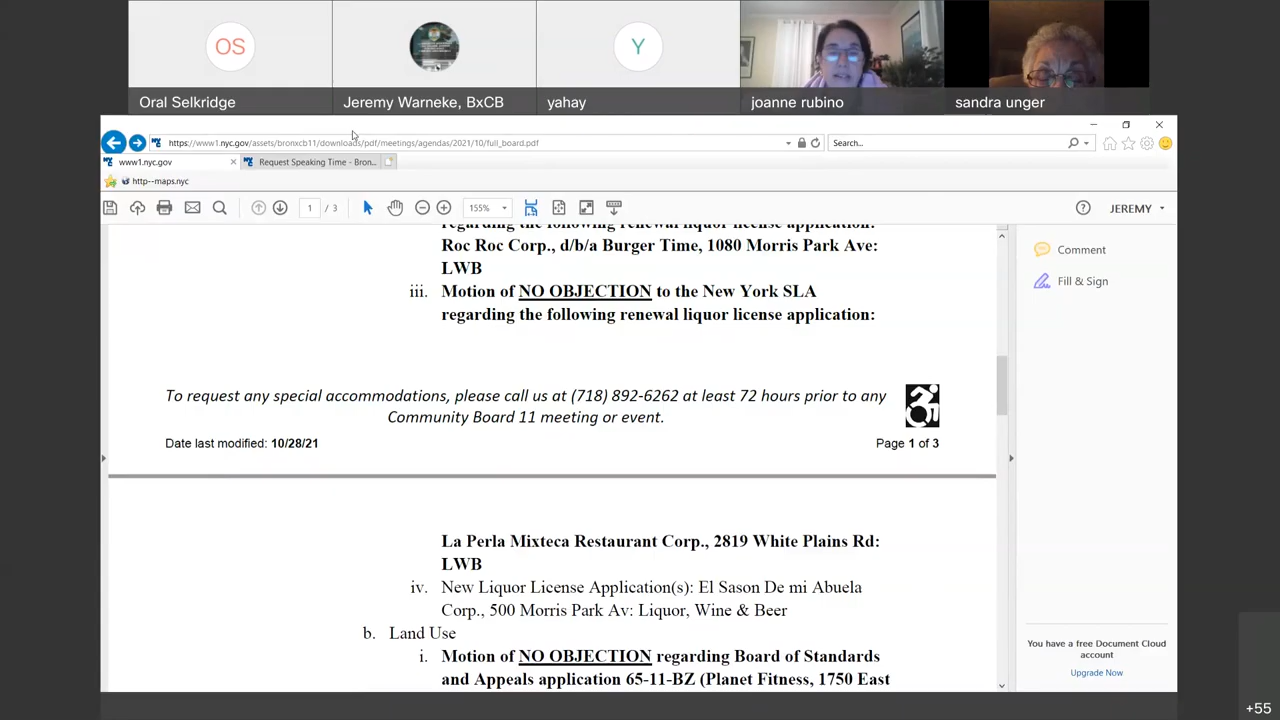 OS
Y
Oral Selkridge
Jeremy Warneke, BxCB
yahay
joanne rubino
sandra unger
https://www1.nyc.gov/assets/bronxcb11/downloads/pdf/meetings/agendas/2021/10/full_board.pdf
Search...
www1.nyc.gov
Request Speaking Time - Bron...
http--maps.nyc
1 / 3
155%
JEREMY
regarding the following renewal liquor license application:
Roc Roc Corp., d/b/a Burger Time, 1080 Morris Park Ave:
LWB
iii. Motion of NO OBJECTION to the New York SLA
regarding the following renewal liquor license application:
To request any special accommodations, please call us at (718) 892-6262 at least 72 hours prior to any
Community Board 11 meeting or event.
Date last modified: 10/28/21
Page 1 of 3
La Perla Mixteca Restaurant Corp., 2819 White Plains Rd:
LWB
iv. New Liquor License Application(s): El Sason De mi Abuela
Corp., 500 Morris Park Av: Liquor, Wine & Beer
b. Land Use
i. Motion of NO OBJECTION regarding Board of Standards
and Appeals application 65-11-BZ (Planet Fitness, 1750 East
Comment
Fill & Sign
You have a free Document Cloud
account
Upgrade Now
+55